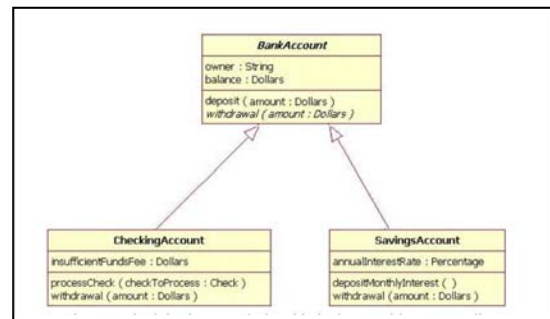 BankAccount
owner : String
balance : Dollars
deposit ( amount : Dollars )
withdrawal ( amount : Dollars )
CheckingAccount
insufficientFundsFee : Dollars
processCheck ( checkToProcess : Check )
withdrawal ( amount : Dollars )
SavingsAccount
annualInterestRate : Percentage
depositMonthlyInterest ( )
withdrawal ( amount : Dollars )